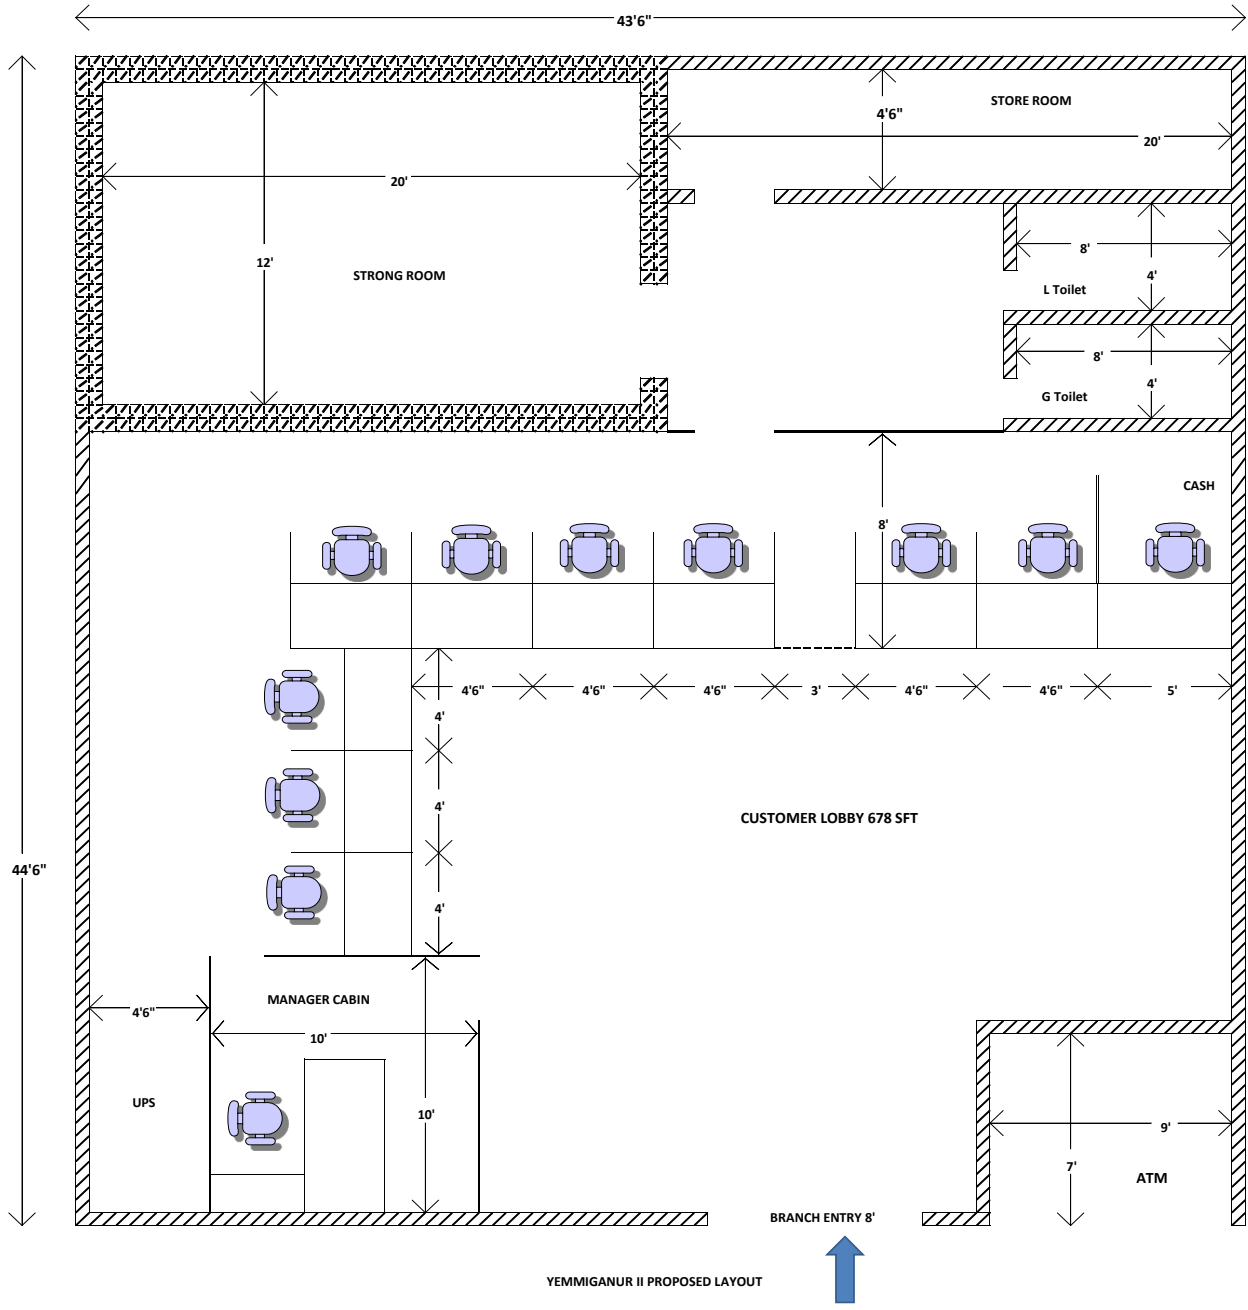 43'6"
STORE ROOM
4'6"
20'
20'
8'
12'
STRONG ROOM
4'
L Toilet
8'
4'
G Toilet
CASH
8'
4'6"
4'6"
4'6"
3'
4'6"
4'6"
5'
4'
4'
CUSTOMER LOBBY 678 SFT
44'6"
4'
MANAGER CABIN
4'6"
10'
UPS
10'
9'
7'
ATM
BRANCH ENTRY 8'
YEMMIGANUR II PROPOSED LAYOUT